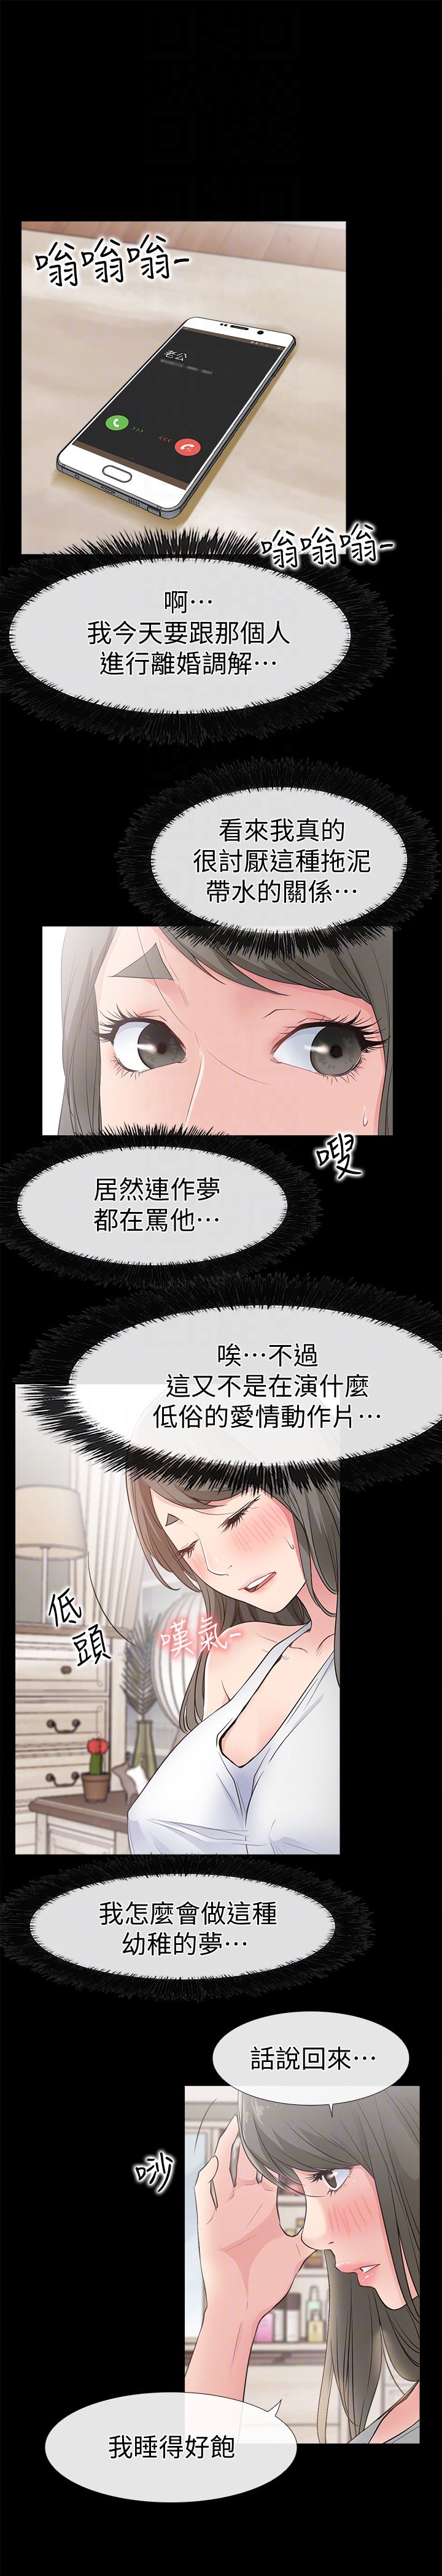 嗡嗡嗡-
老公
嗡嗡嗡-
啊⋯
我今天要跟那個人
進行離婚調解⋯
看來我真的
很討厭這種拖泥
帶水的關係⋯
嗖
居然連作夢
都在罵他⋯
唉⋯不過
這又不是在演什麼
低俗的愛情動作片⋯
低頭
嘆氣-
我怎麼會做這種
幼稚的夢⋯
話說回來⋯
唦
我睡得好飽